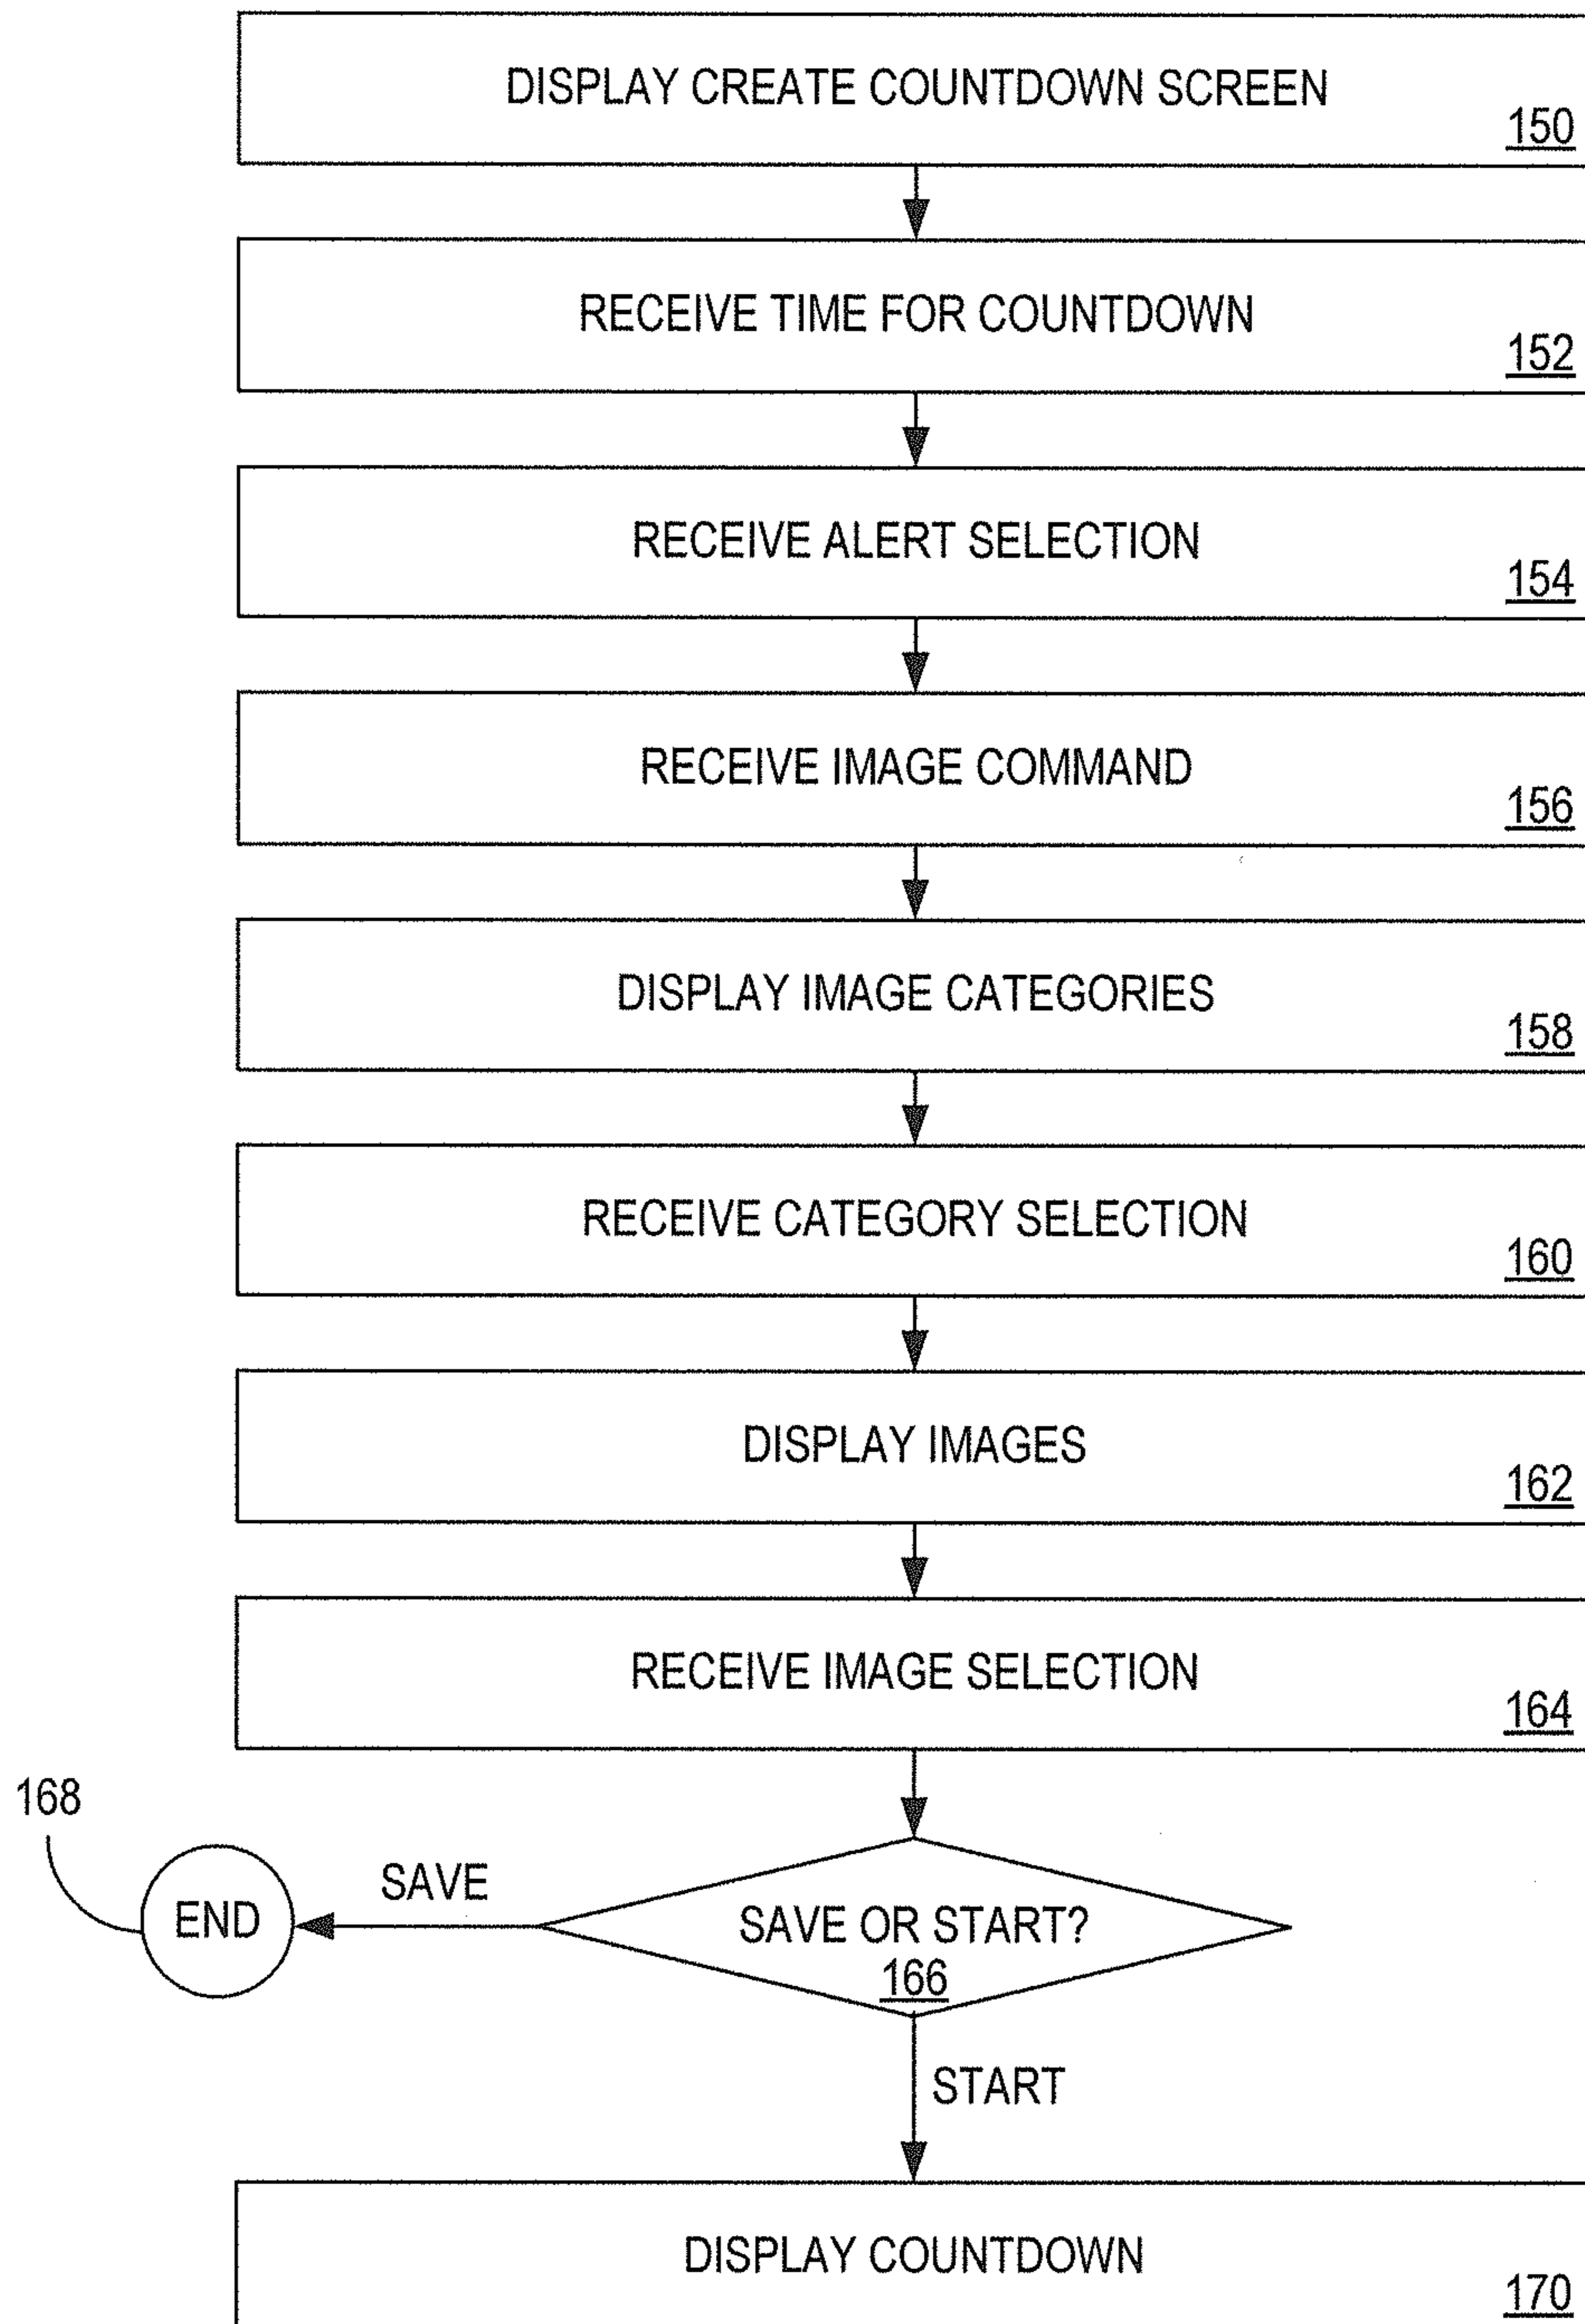 DISPLAY CREATE COUNTDOWN SCREEN
150
RECEIVE TIME FOR COUNTDOWN
152
RECEIVE ALERT SELECTION
154
RECEIVE IMAGE COMMAND
156
DISPLAY IMAGE CATEGORIES
158
RECEIVE CATEGORY SELECTION
160
DISPLAY IMAGES
162
RECEIVE IMAGE SELECTION
164
168
END
SAVE
SAVE OR START?
166
START
DISPLAY COUNTDOWN
170